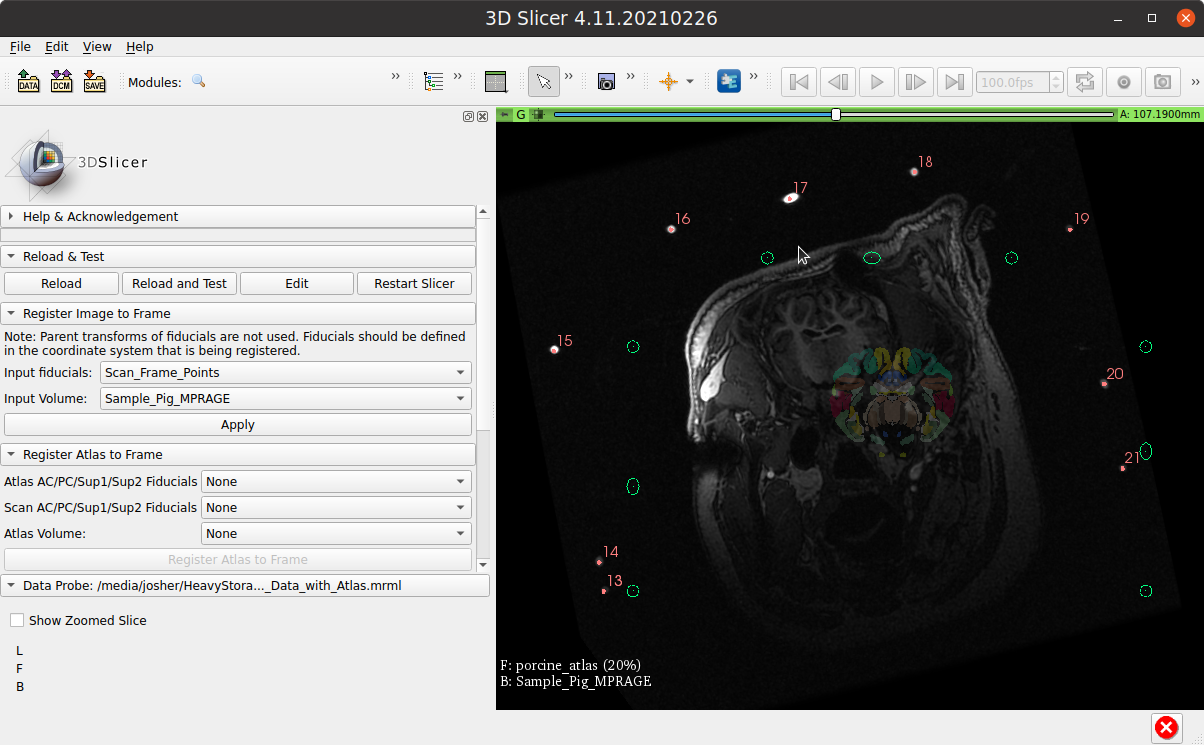 3D Slicer 4.11.20210226
File Edit View Help
DATA DCM SAVE Modules: 100.0fps
G A: 107.1900mm
3DSlicer
Help & Acknowledgement
Reload & Test
Reload Reload and Test Edit Restart Slicer
Register Image to Frame
Note: Parent transforms of fiducials are not used. Fiducials should be defined
in the coordinate system that is being registered.
Input fiducials: Scan_Frame_Points
Input Volume: Sample_Pig_MPRAGE
Apply
Register Atlas to Frame
Atlas AC/PC/Sup1/Sup2 Fiducials None
Scan AC/PC/Sup1/Sup2 Fiducials None
Atlas Volume: None
Register Atlas to Frame
Data Probe: /media/josher/HeavyStora..._Data_with_Atlas.mrml
Show Zoomed Slice
L
F
B
18
17
16
19
15
20
21
14
13
F: porcine_atlas (20%)
B: Sample_Pig_MPRAGE